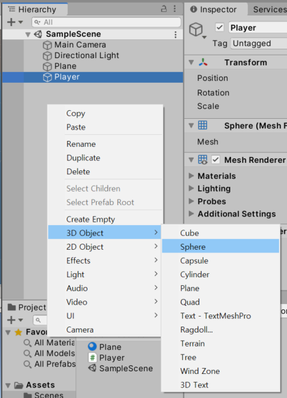 Hierarchy
All
SampleScene
Main Camera
Directional Light
Plane
Player
Copy
Paste
Rename
Duplicate
Delete
Select Children
Select Prefab Root
Create Empty
3D Object
2D Object
Effects
Light
Audio
Video
UI
Camera
Cube
Sphere
Capsule
Cylinder
Plane
Quad
Text - TextMeshPro
Ragdoll...
Terrain
Tree
Wind Zone
3D Text
Inspector
Services
Player
Tag Untagged
Transform
Position
Rotation
Scale
Sphere (Mesh F
Mesh
Mesh Renderer
Materials
Lighting
Probes
Additional Settings
Project
Favor
All Materia
All Models
All Prefabs
Assets
Scenes
Plane
Player
SampleScene